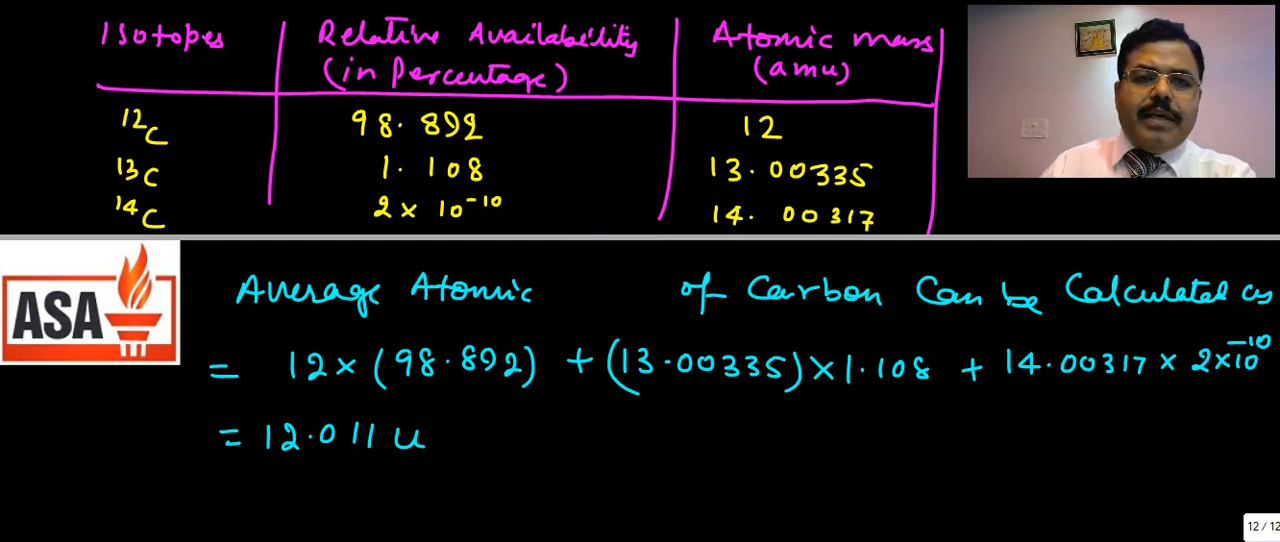 Isotopes Relative Availability Atomic mass
(in Percentage) (amu)
12C 98.892 12
13C 1.108 13.00335
14C 2 x 10-10 14.00317
ASA
Average Atomic of Carbon Can be Calculated as
= 12 x (98.892) + (13.00335) x 1.108 + 14.00317 x 2x10-10
= 12.011 u
12 / 12